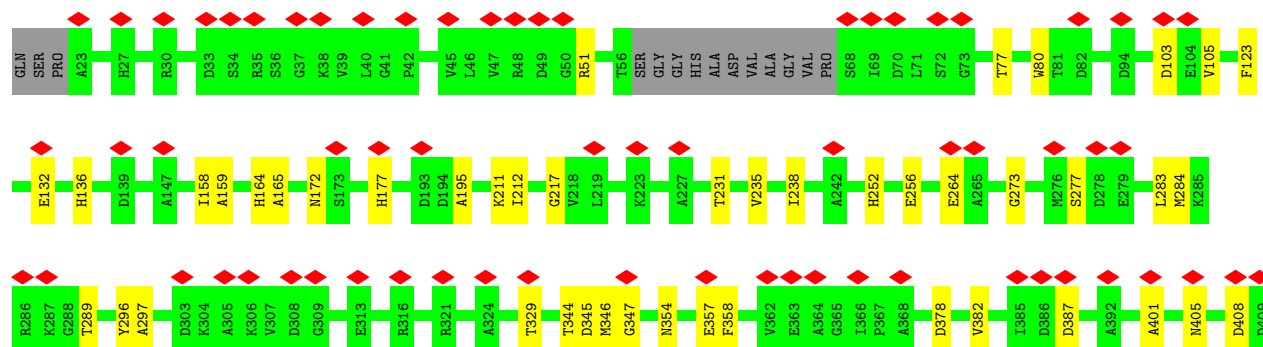 GLN SER PRO A23 H27 R30 D33 S34 R35 S36 G37 K38 V39 L40 G41 P42 V45 L46 V47 R48 D49 G50 R51 T56 SER GLY GLY HIS ALA ASP VAL ALA GLY VAL PRO S68 I69 D70 L71 S72 G73 T77 W80 T81 D82 D94 D103 E104 V105 F123
E132 H136 D139 A147 I158 A159 H164 A165 N172 S173 H177 D193 D194 A195 K211 I212 G217 V218 L219 K223 A227 T231 V235 I238 A242 H252 E256 E264 A265 G273 M276 S277 D278 E279 L283 M284 K285
R286 K287 G288 T289 Y296 A297 D303 K304 A305 K306 V307 D308 G309 E313 R316 R321 A324 T329 T344 D345 M346 G347 N354 E357 F358 V362 E363 A364 G365 I366 P367 A368 D378 V382 I385 D386 D387 A392 A401 N405 D408 D409